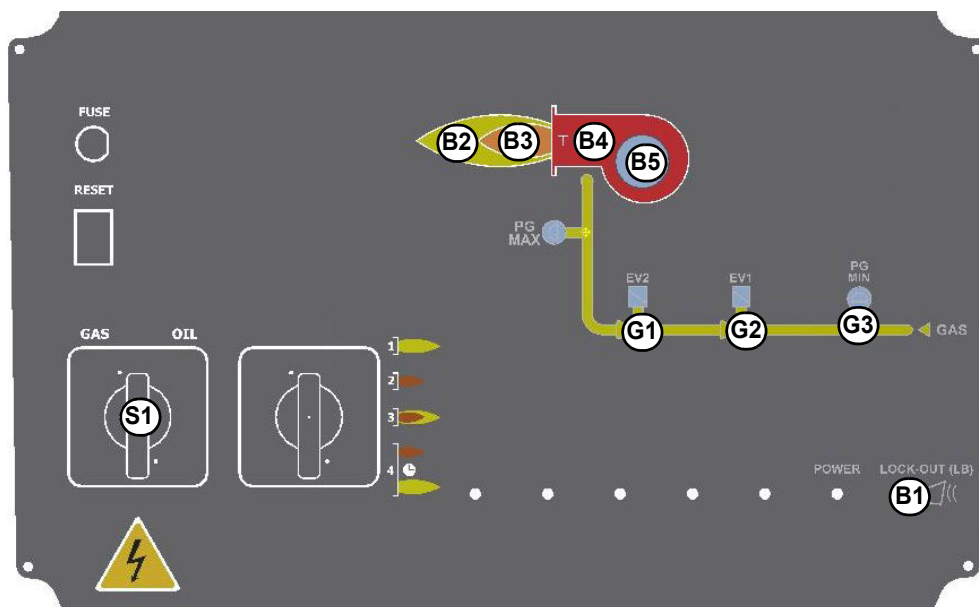 FUSE
RESET
B2 B3 T B4 B5
PG
MAX
EV2 EV1 PG
MIN
G1 G2 G3 GAS
GAS OIL
1
2
3
4
S1
POWER LOCK-OUT (LB)
B1